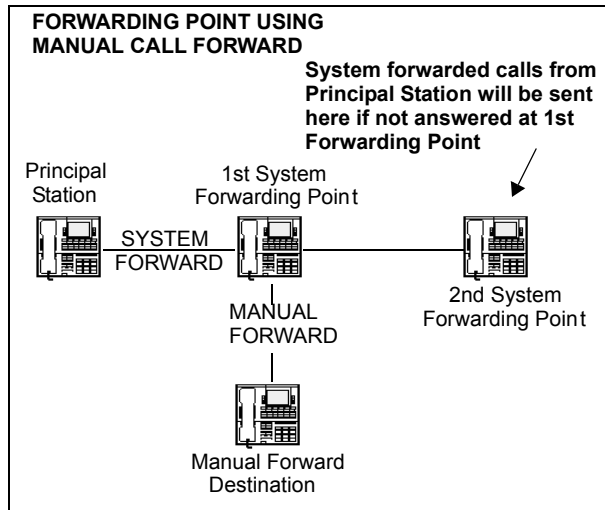 FORWARDING POINT USING
MANUAL CALL FORWARD
System forwarded calls from
Principal Station will be sent
here if not answered at 1st
Forwarding Point
Principal
Station
1st System
Forwarding Point
SYSTEM
FORWARD
2nd System
Forwarding Point
MANUAL
FORWARD
Manual Forward
Destination